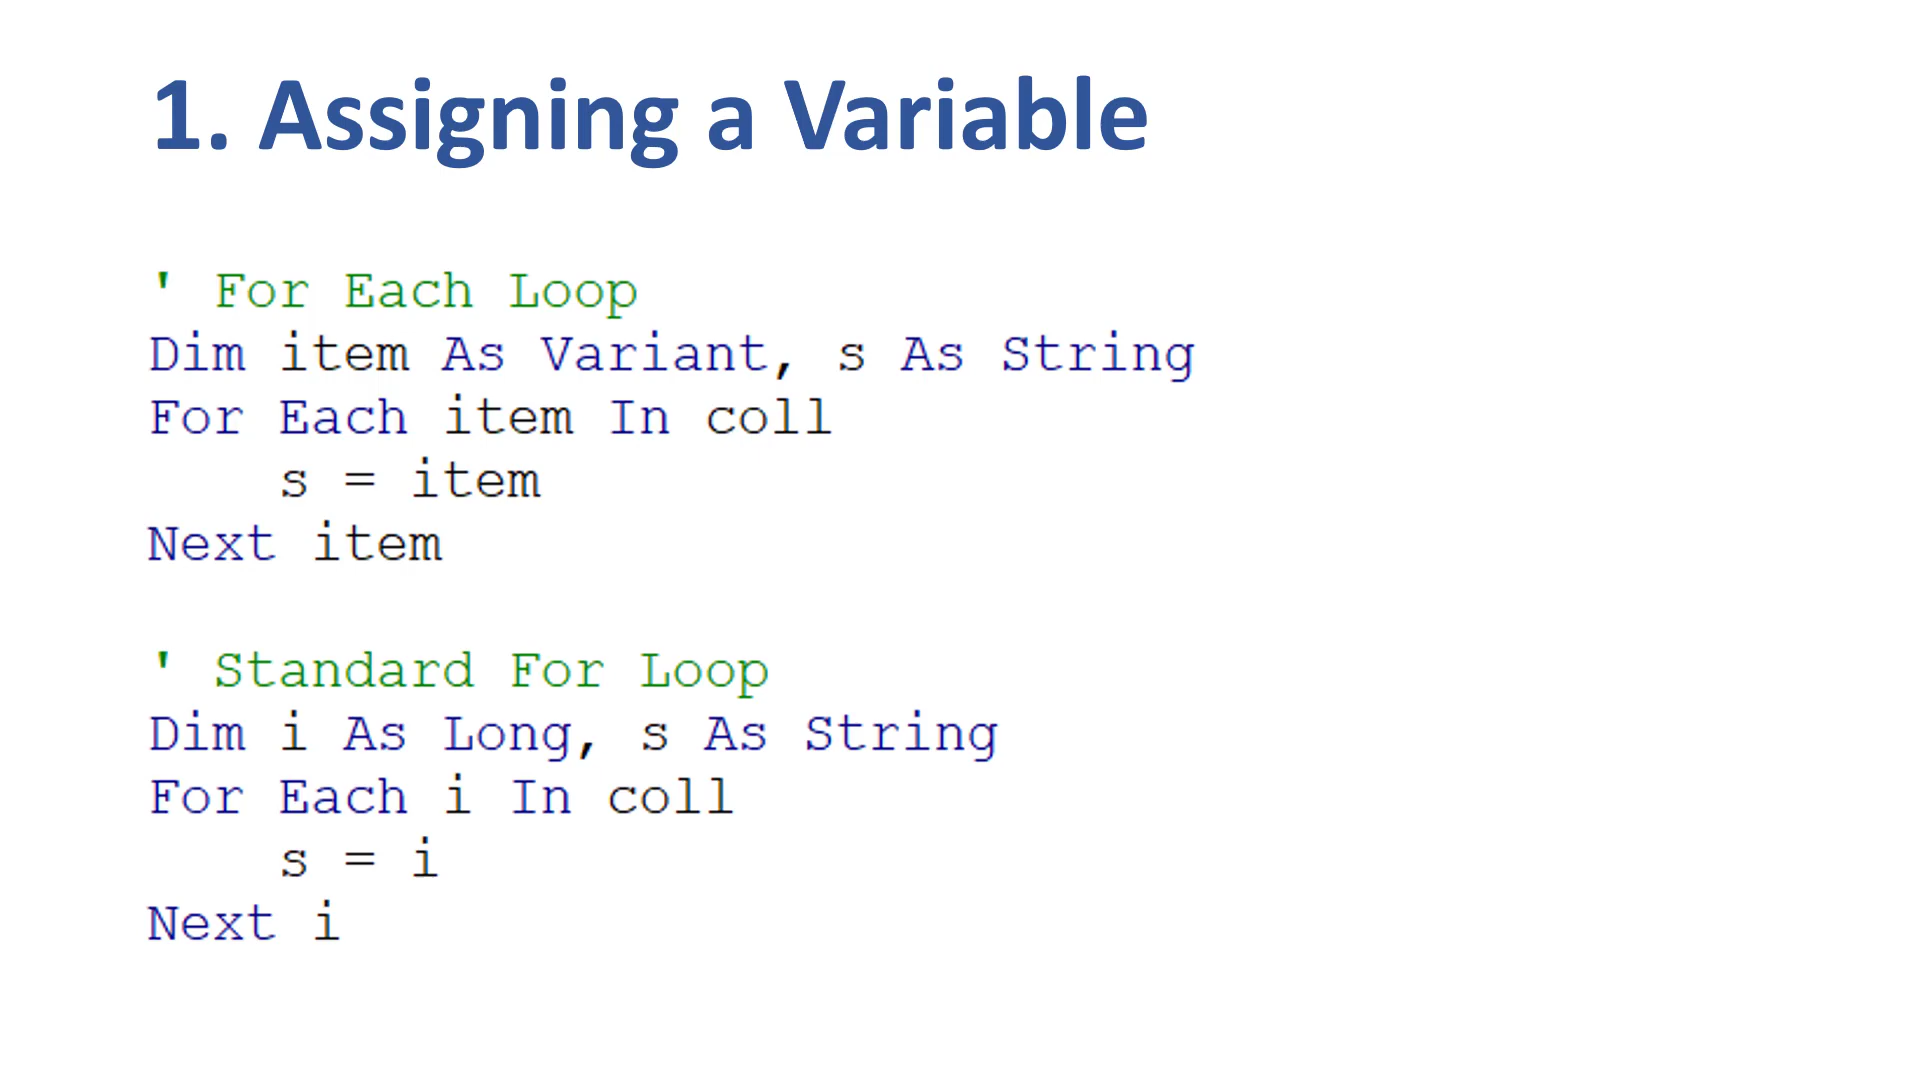 1. Assigning a Variable
' For Each Loop
Dim item As Variant, s As String
For Each item In coll
    s = item
Next item
' Standard For Loop
Dim i As Long, s As String
For Each i In coll
    s = i
Next i